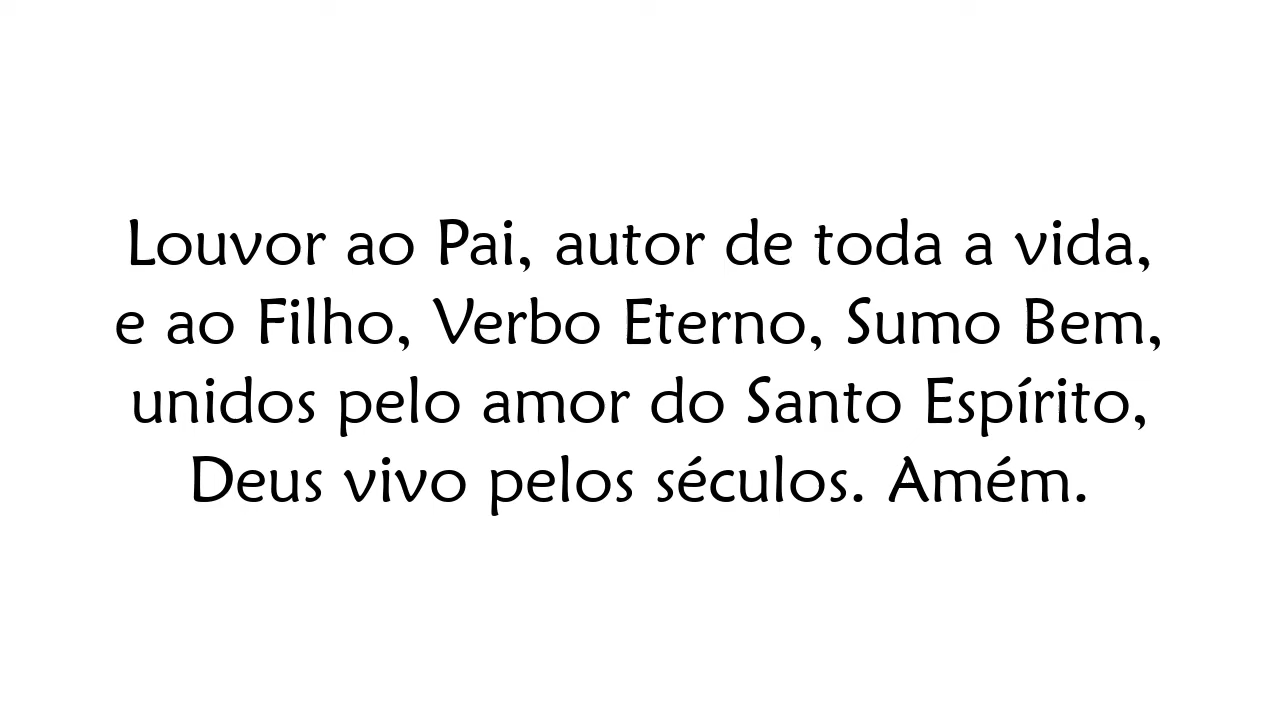 Louvor ao Pai, autor de toda a vida,
e ao Filho, Verbo Eterno, Sumo Bem,
unidos pelo amor do Santo Espírito,
Deus vivo pelos séculos. Amém.